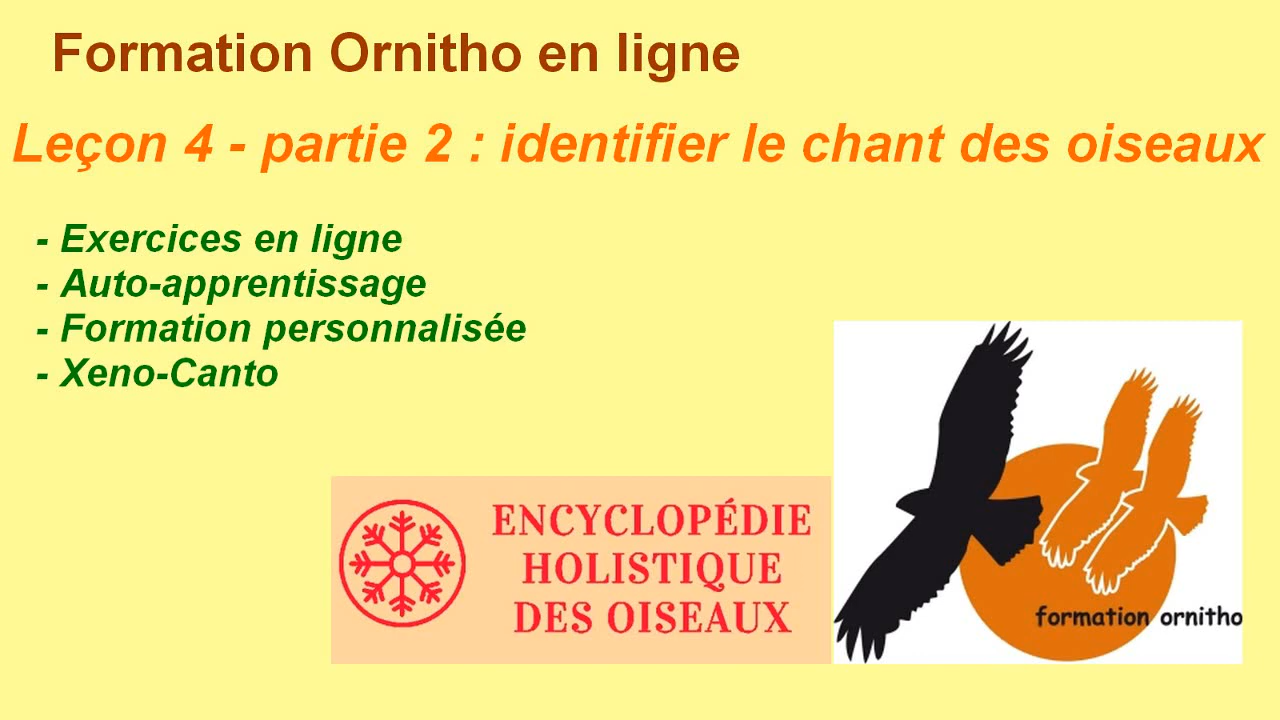 Formation Ornitho en ligne
Leçon 4 - partie 2 : identifier le chant des oiseaux
- Exercices en ligne
- Auto-apprentissage
- Formation personnalisée
- Xeno-Canto
ENCYCLOPÉDIE
HOLISTIQUE
DES OISEAUX
formation ornitho